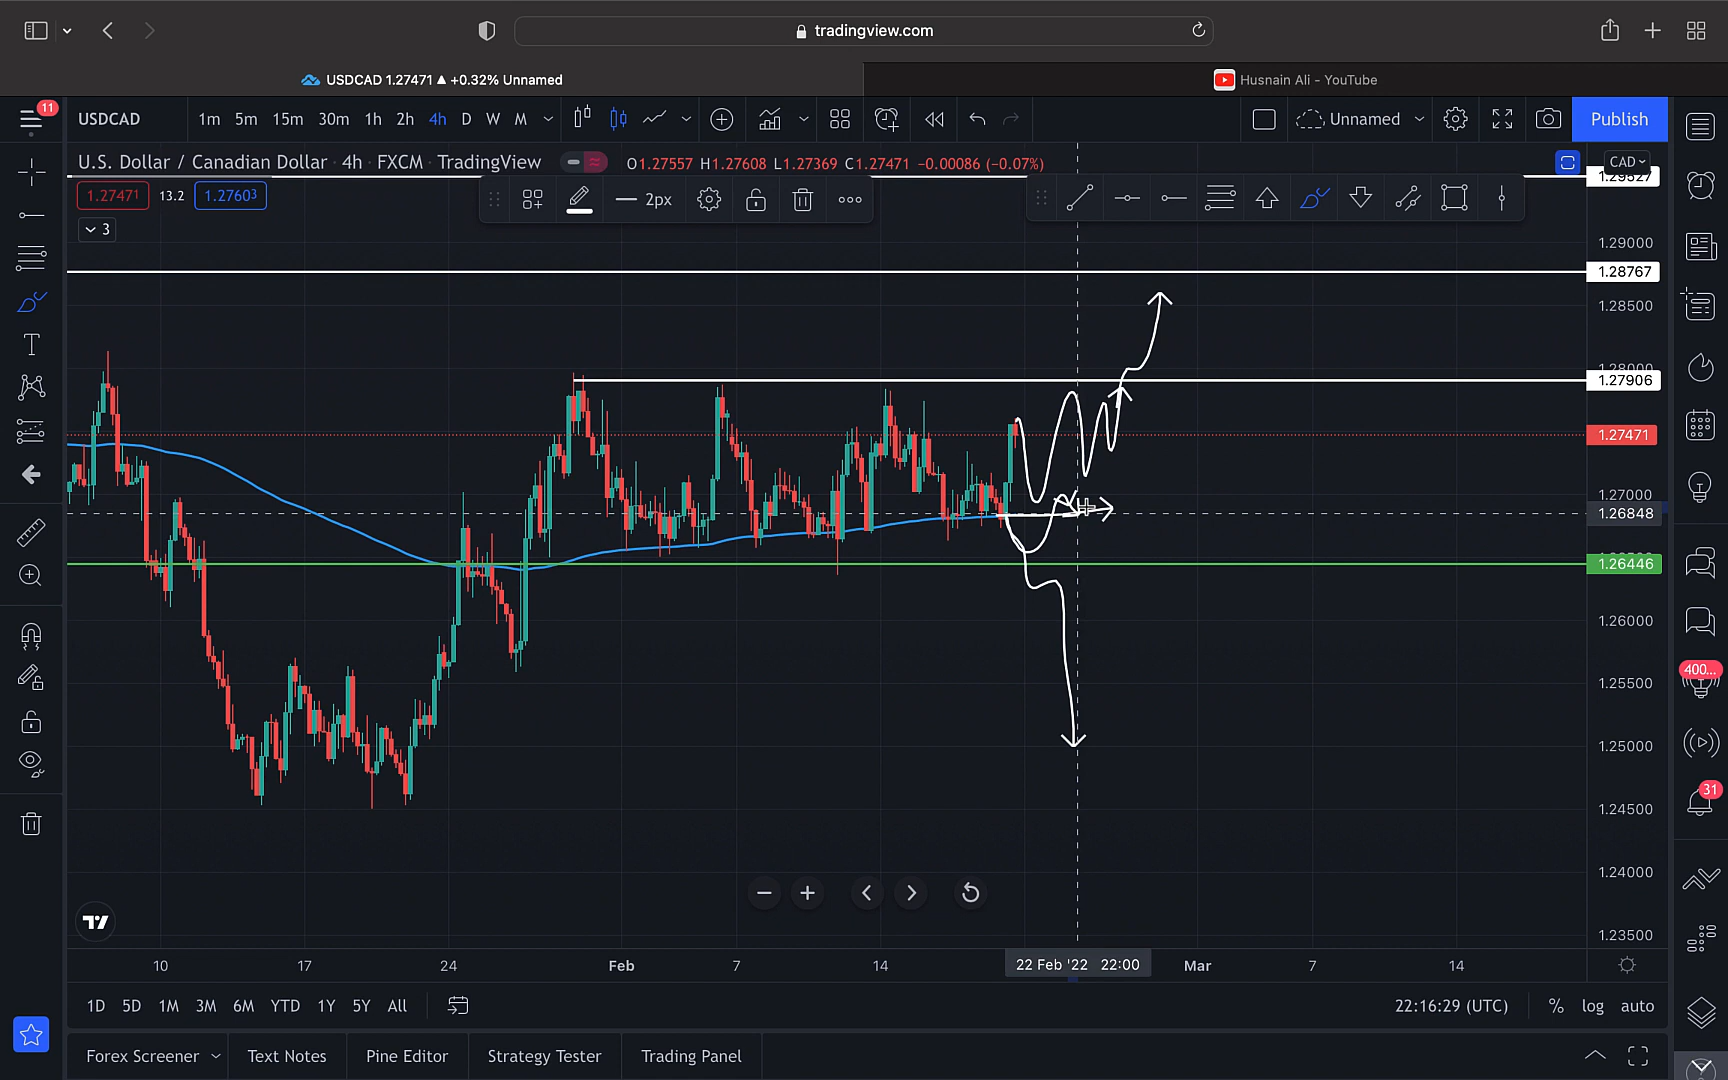 tradingview.com
USDCAD 1.27471 ▲ +0.32% Unnamed
Husnain Ali - YouTube
11
USDCAD
1m 5m 15m 30m 1h 2h 4h D W M
Unnamed
Publish
U.S. Dollar / Canadian Dollar · 4h · FXCM · TradingView
O1.27557 H1.27608 L1.27369 C1.27471 −0.00086 (−0.07%)
CAD
1.29527
1.27471 13.2 1.27603
2px
3
1.29000
1.28767
1.28500
1.28000
1.27906
1.27471
1.27000
1.26848
1.26446
1.26000
1.25500
1.25000
1.24500
1.24000
1.23500
400...
31
10 17 24 Feb 7 14 22 Feb '22 22:00 Mar 7 14
1D 5D 1M 3M 6M YTD 1Y 5Y All
22:16:29 (UTC) % log auto
Forex Screener Text Notes Pine Editor Strategy Tester Trading Panel